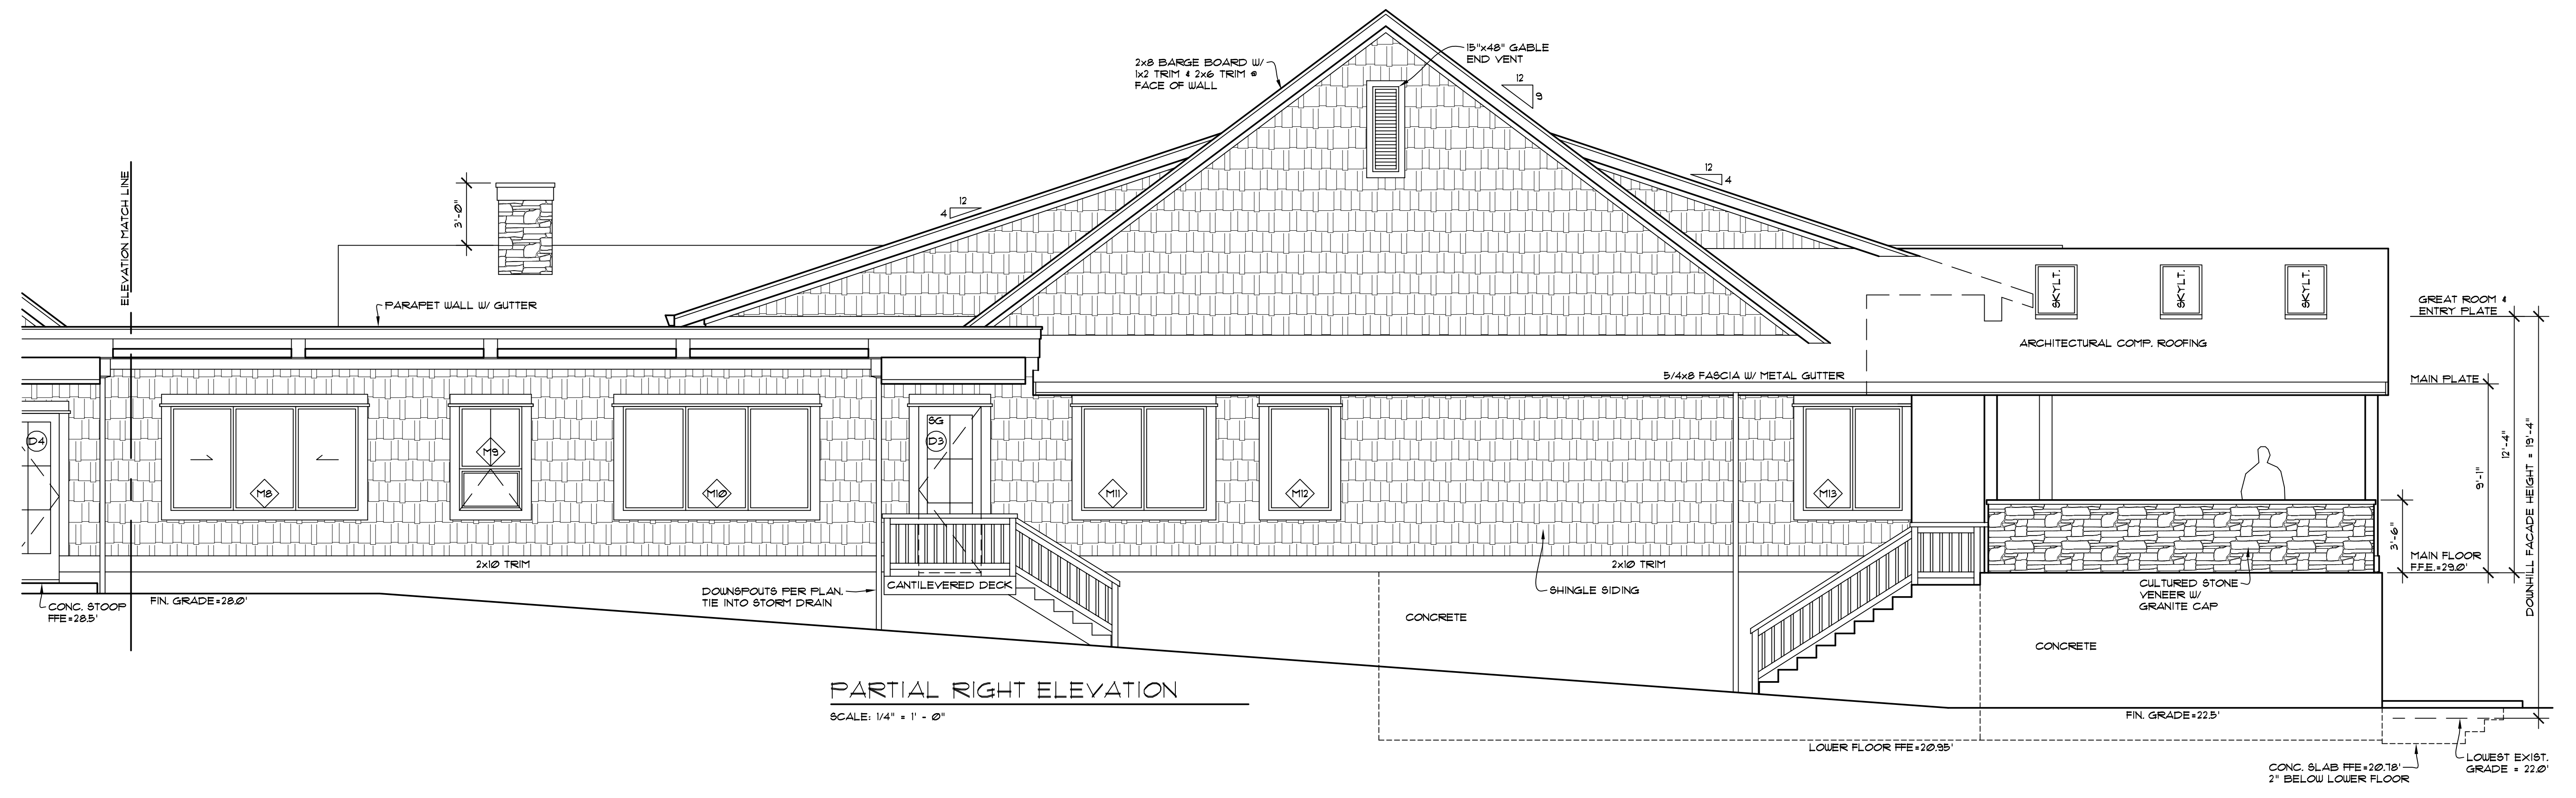 15"x48" GABLE
END VENT
2x8 BARGE BOARD W/
1x2 TRIM & 2x6 TRIM @
FACE OF WALL
12
9
12
4
12
4
ELEVATION MATCH LINE
3'-0"
PARAPET WALL W/ GUTTER
SKYLT.
SKYLT.
SKYLT.
GREAT ROOM &
ENTRY PLATE
ARCHITECTURAL COMP. ROOFING
5/4x8 FASCIA W/ METAL GUTTER
MAIN PLATE
SG
D4
D3
M9
M8
M10
M11
M12
M13
9'-1"
12'-4"
DOWNHILL FACADE HEIGHT = 19'-4"
3'-6"
MAIN FLOOR
F.F.E.=29.0'
2x10 TRIM
2x10 TRIM
CANTILEVERED DECK
DOWNSPOUTS PER PLAN.
TIE INTO STORM DRAIN
SHINGLE SIDING
CULTURED STONE
VENEER W/
GRANITE CAP
CONC. STOOP
FFE=28.5'
FIN. GRADE=28.0'
CONCRETE
CONCRETE
PARTIAL RIGHT ELEVATION
SCALE: 1/4" = 1' - 0"
FIN. GRADE=22.5'
LOWER FLOOR FFE=20.95'
LOWEST EXIST.
GRADE = 22.0'
CONC. SLAB FFE=20.78'
2" BELOW LOWER FLOOR